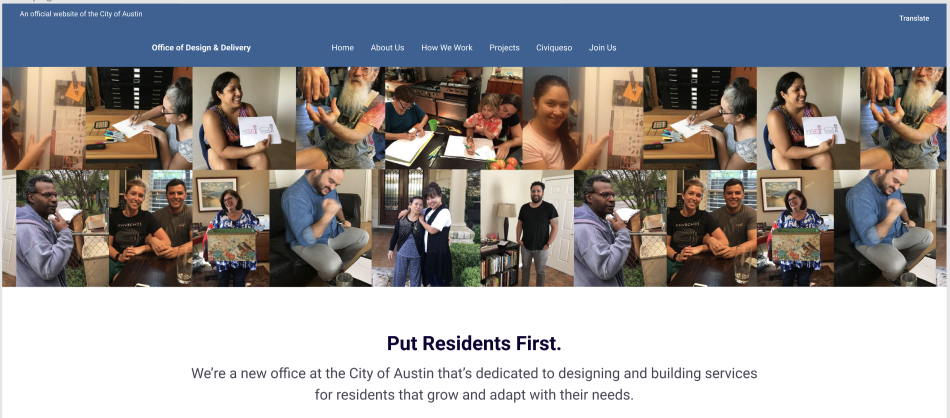 An official website of the City of Austin
Translate
Office of Design & Delivery
Home About Us How We Work Projects Civiqueso Join Us
Put Residents First.
We're a new office at the City of Austin that's dedicated to designing and building services
for residents that grow and adapt with their needs.